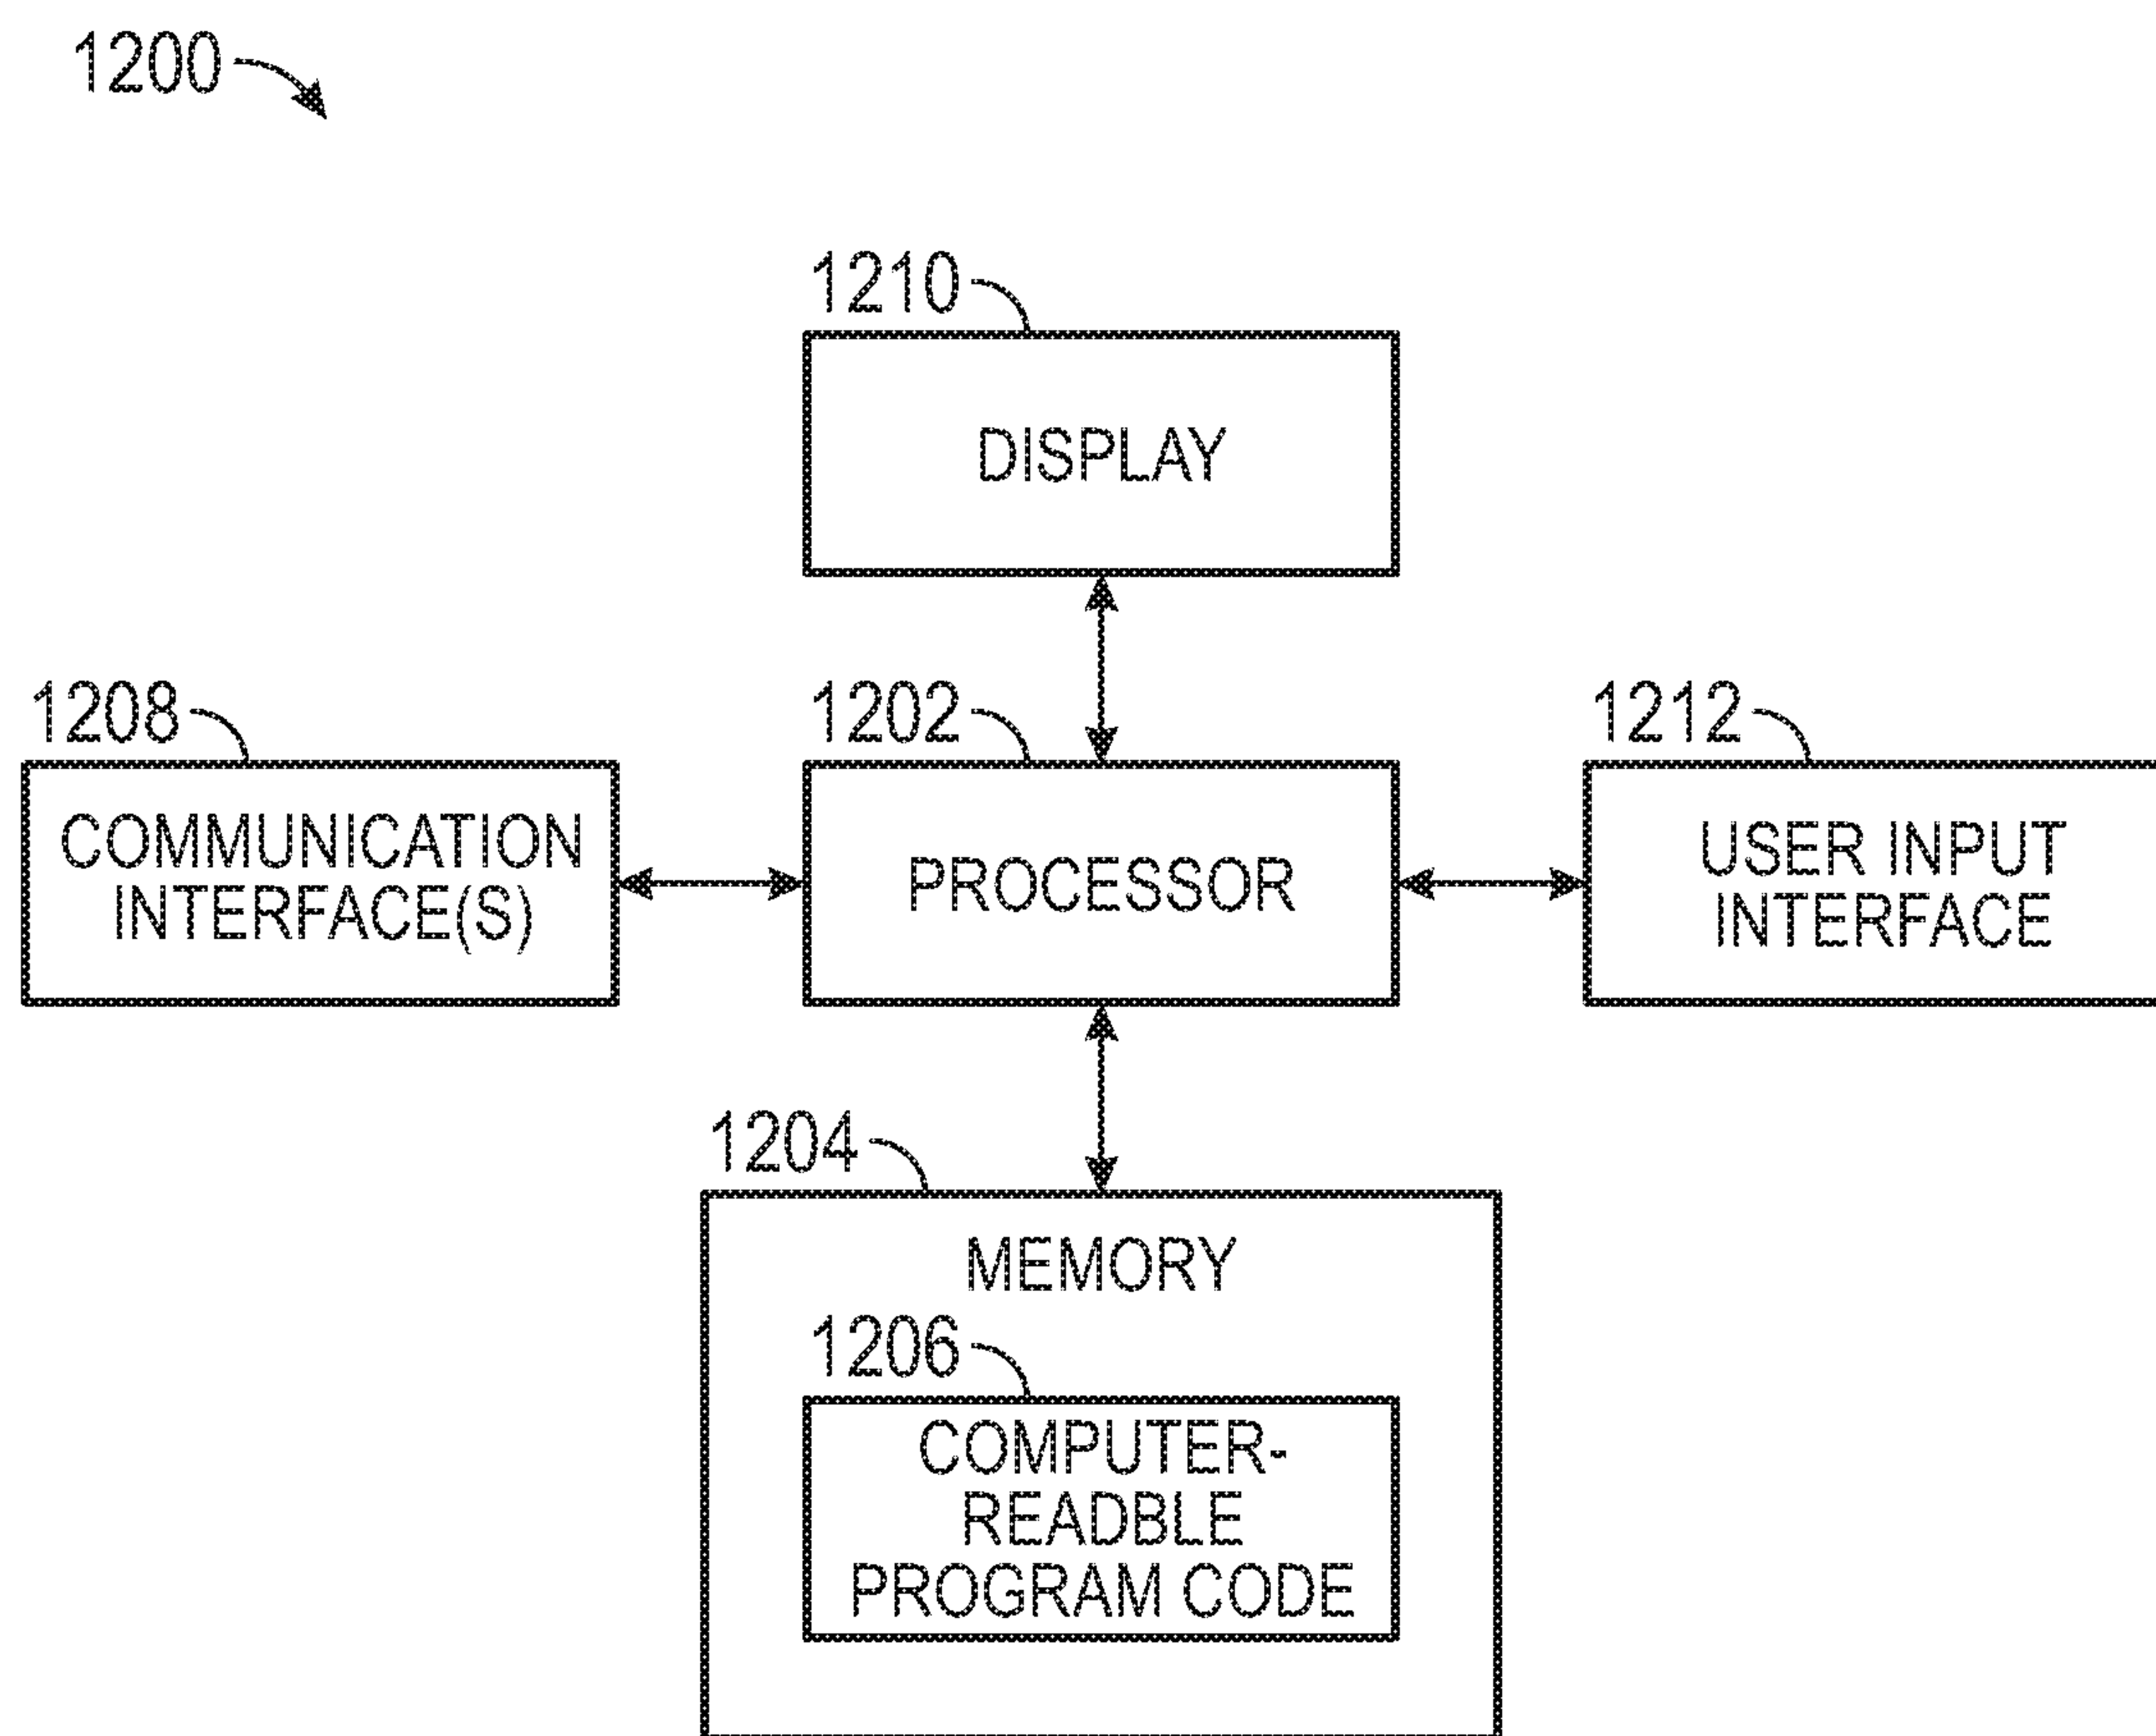 1200
1210
DISPLAY
1208
1202
1212
COMMUNICATION
INTERFACE(S)
PROCESSOR
USER INPUT
INTERFACE
1204
MEMORY
1206
COMPUTER-
READBLE
PROGRAM CODE